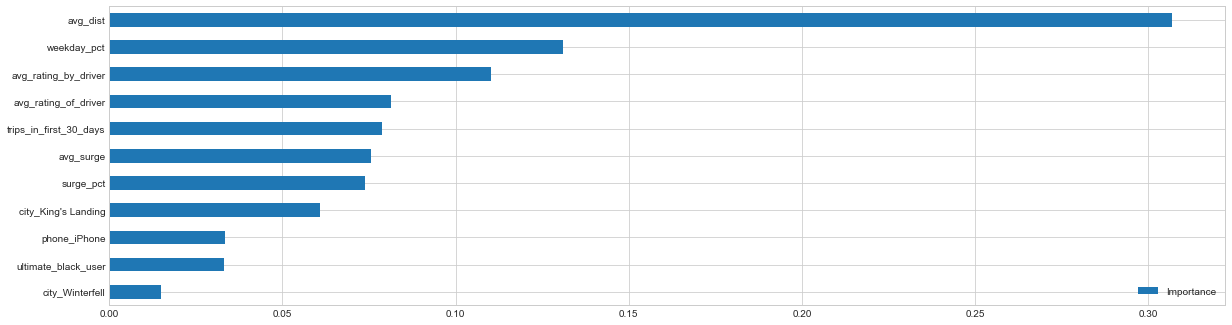 avg_dist
weekday_pct
avg_rating_by_driver
avg_rating_of_driver
trips_in_first_30_days
avg_surge
surge_pct
city_King's Landing
phone_iPhone
ultimate_black_user
city_Winterfell
Importance
0.00 0.05 0.10 0.15 0.20 0.25 0.30